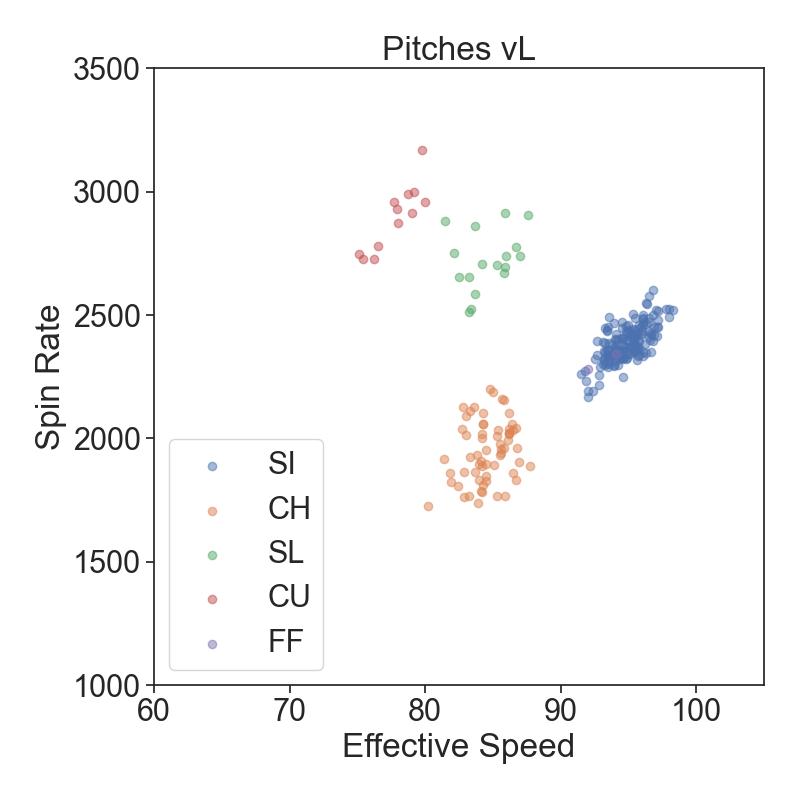 Pitches vL
3500
3000
2500
2000
1500
1000
Spin Rate
SI
CH
SL
CU
FF
60 70 80 90 100
Effective Speed